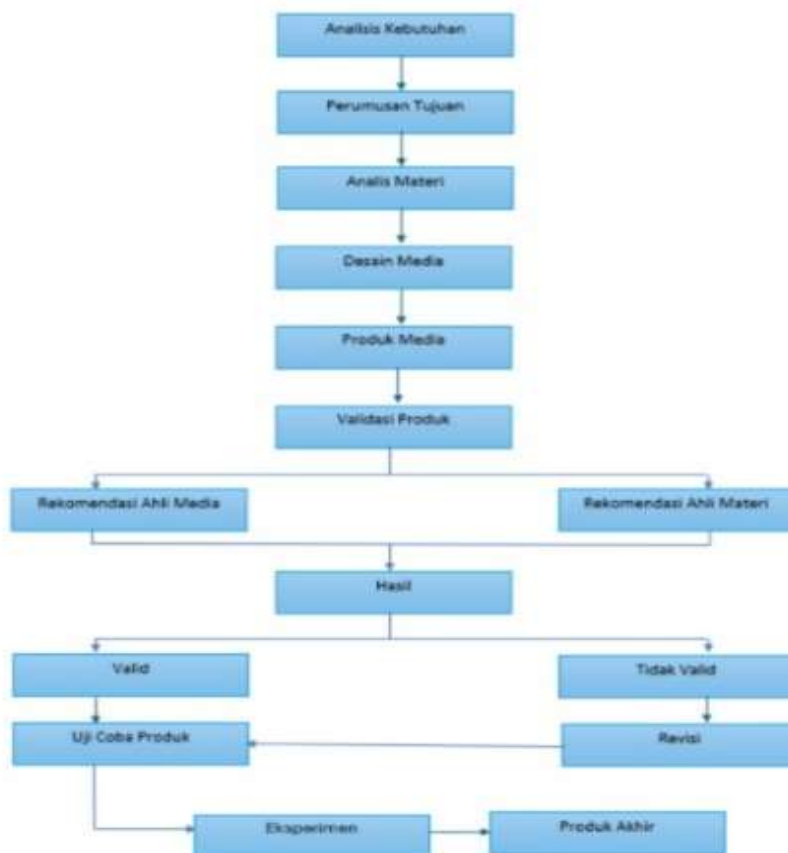 Analisis Kebutuhan
Perumusan Tujuan
Analis Materi
Desain Media
Produk Media
Validasi Produk
Rekomendasi Ahli Media
Rekomendasi Ahli Materi
Hasil
Valid
Tidak Valid
Uji Coba Produk
Revisi
Eksperimen
Produk Akhir